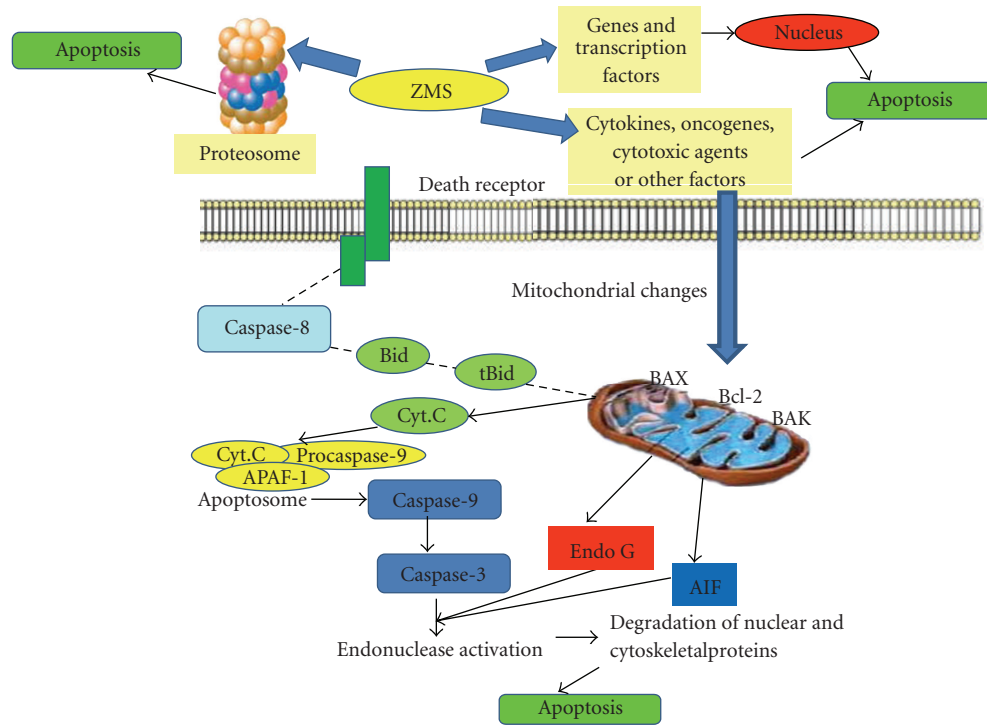 Apoptosis
ZMS
Genes and
transcription
factors
Nucleus
Apoptosis
Proteosome
Cytokines, oncogenes,
cytotoxic agents
or other factors
Death receptor
Mitochondrial changes
Caspase-8
Bid
tBid
BAX
Bcl-2
BAK
Cyt.C
Cyt.C
Procaspase-9
APAF-1
Apoptosome
Caspase-9
Endo G
Caspase-3
AIF
Endonuclease activation
Degradation of nuclear and
cytoskeletalproteins
Apoptosis